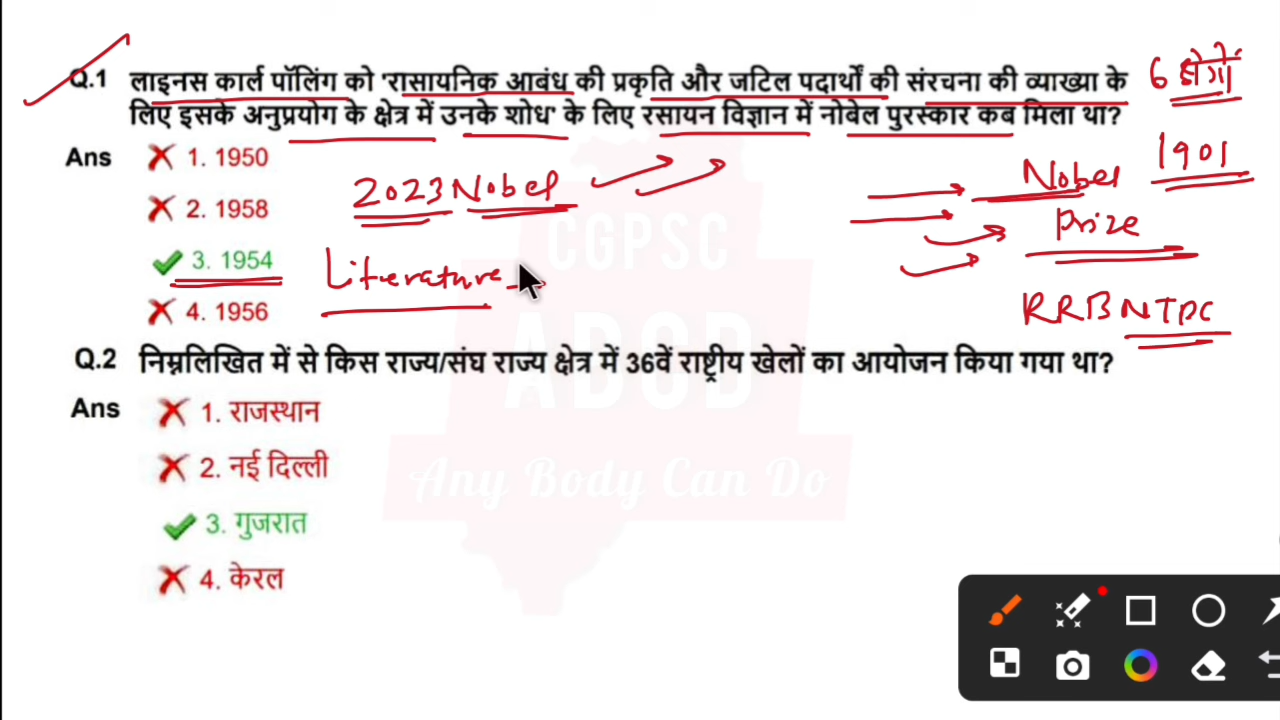 Q.1 लाइनस कार्ल पॉलिंग को 'रासायनिक आबंध की प्रकृति और जटिल पदार्थों की संरचना की व्याख्या के
लिए इसके अनुप्रयोग के क्षेत्र में उनके शोध' के लिए रसायन विज्ञान में नोबेल पुरस्कार कब मिला था?
6
1901
Ans
1. 1950
2. 1958
3. 1954
4. 1956
2023 Nobel
Literature
Nobel
Prize
RRB NTPC
Q.2 निम्नलिखित में से किस राज्य/संघ राज्य क्षेत्र में 36वें राष्ट्रीय खेलों का आयोजन किया गया था?
Ans
1. राजस्थान
2. नई दिल्ली
3. गुजरात
4. केरल
CGPSC
ABCD
Any Body Can Do